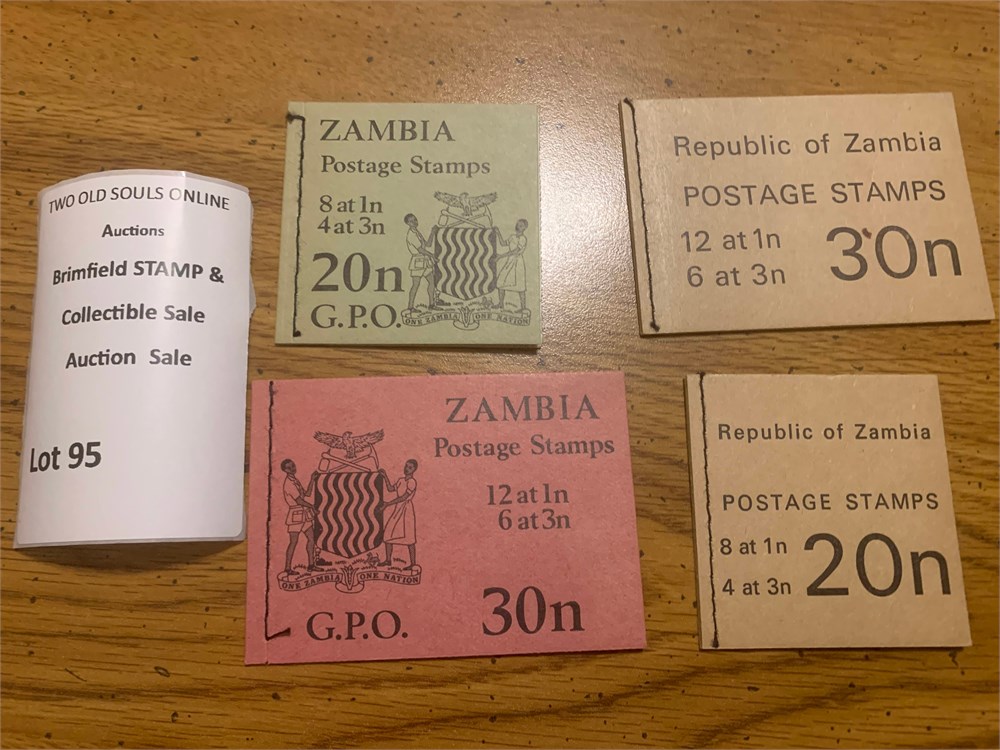 TWO OLD SOULS ONLINE
Auctions
Brimfield STAMP &
Collectible Sale
Auction Sale
Lot 95
ZAMBIA
Postage Stamps
8 at 1n
4 at 3n
20n
G.P.O.
ONE ZAMBIA ONE NATION
Republic of Zambia
POSTAGE STAMPS
12 at 1n
6 at 3n
30n
ZAMBIA
Postage Stamps
12 at 1n
6 at 3n
ONE ZAMBIA ONE NATION
G.P.O.
30n
Republic of Zambia
POSTAGE STAMPS
8 at 1n
4 at 3n
20n